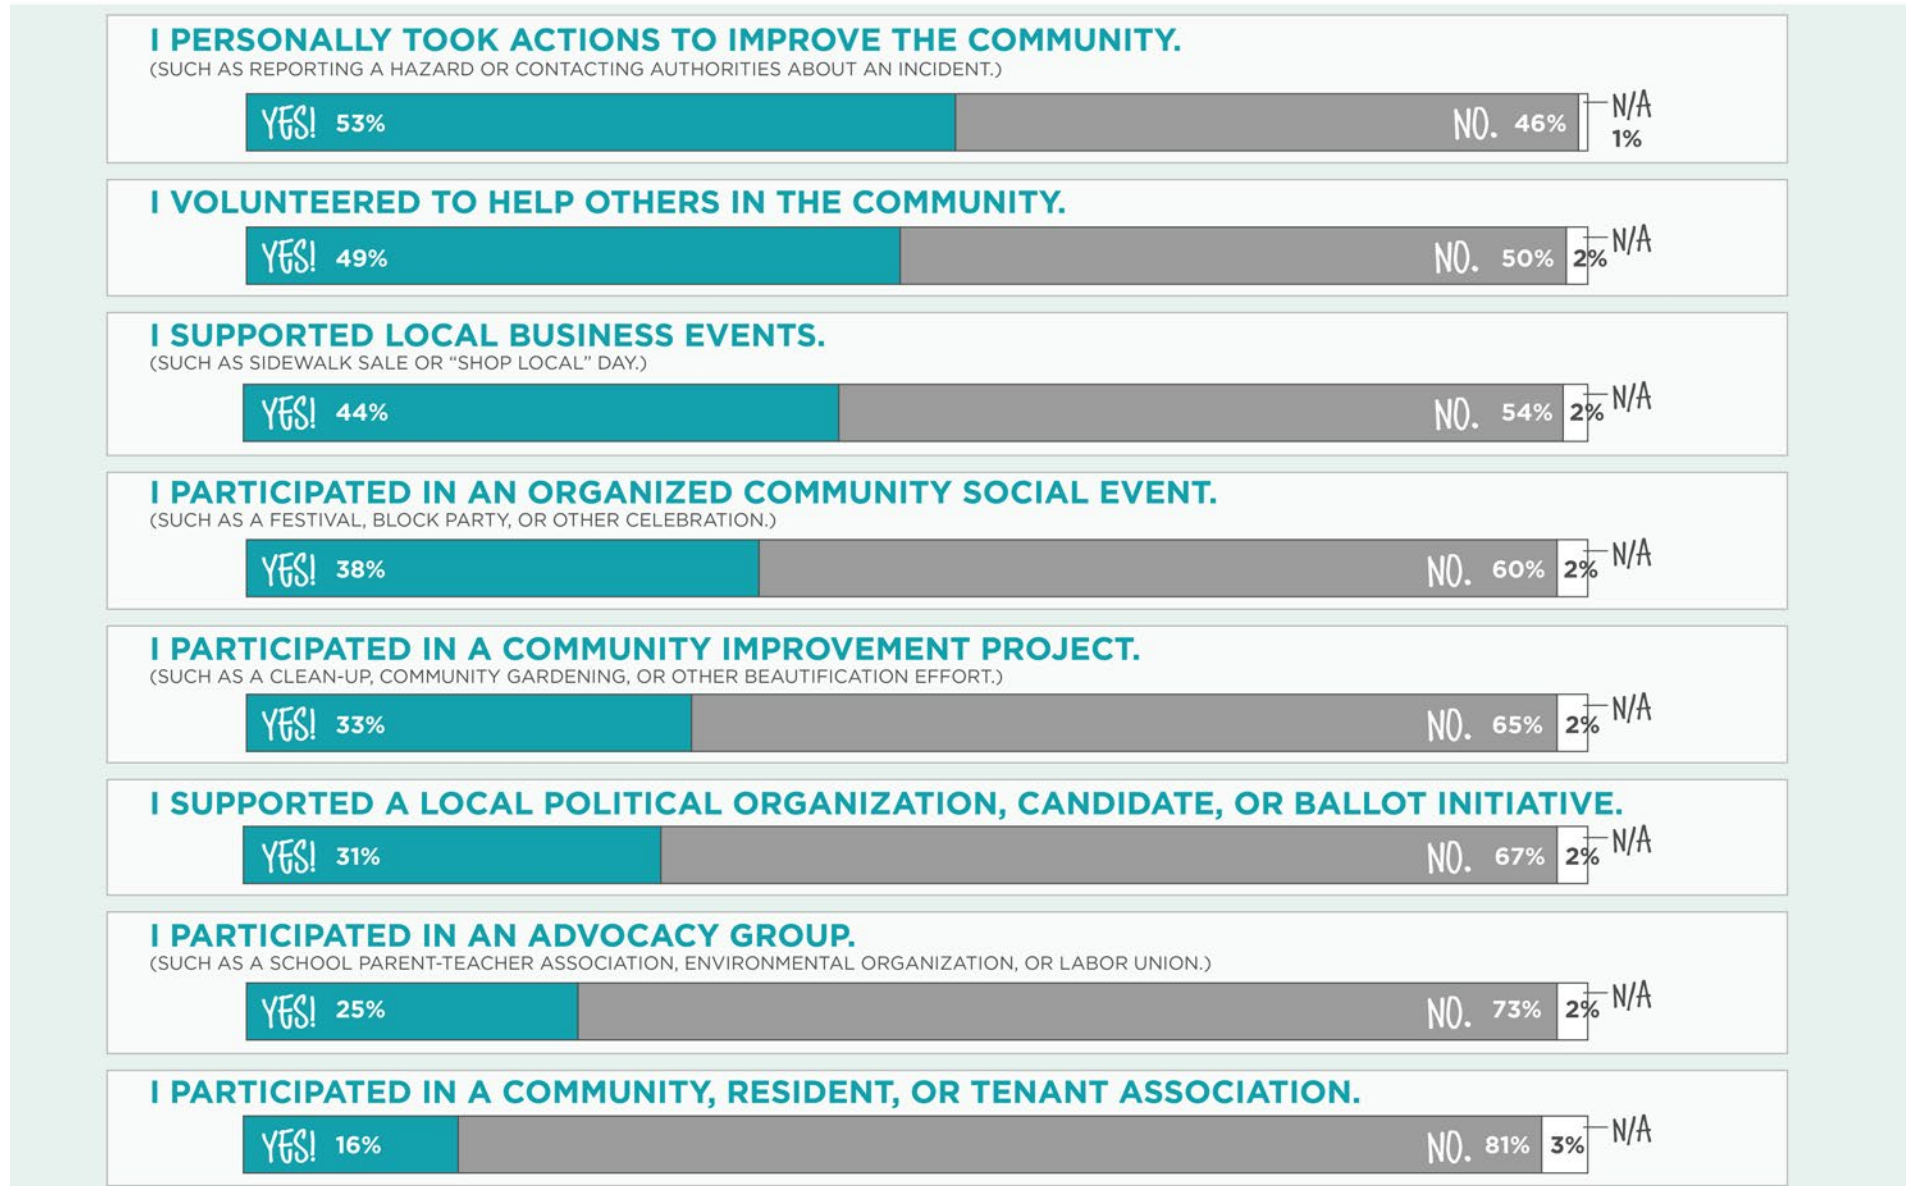 I PERSONALLY TOOK ACTIONS TO IMPROVE THE COMMUNITY.
(SUCH AS REPORTING A HAZARD OR CONTACTING AUTHORITIES ABOUT AN INCIDENT.)
YES! 53% NO. 46% N/A
1%
I VOLUNTEERED TO HELP OTHERS IN THE COMMUNITY.
YES! 49% NO. 50% 2% N/A
I SUPPORTED LOCAL BUSINESS EVENTS.
(SUCH AS SIDEWALK SALE OR “SHOP LOCAL” DAY.)
YES! 44% NO. 54% 2% N/A
I PARTICIPATED IN AN ORGANIZED COMMUNITY SOCIAL EVENT.
(SUCH AS A FESTIVAL, BLOCK PARTY, OR OTHER CELEBRATION.)
YES! 38% NO. 60% 2% N/A
I PARTICIPATED IN A COMMUNITY IMPROVEMENT PROJECT.
(SUCH AS A CLEAN-UP, COMMUNITY GARDENING, OR OTHER BEAUTIFICATION EFFORT.)
YES! 33% NO. 65% 2% N/A
I SUPPORTED A LOCAL POLITICAL ORGANIZATION, CANDIDATE, OR BALLOT INITIATIVE.
YES! 31% NO. 67% 2% N/A
I PARTICIPATED IN AN ADVOCACY GROUP.
(SUCH AS A SCHOOL PARENT-TEACHER ASSOCIATION, ENVIRONMENTAL ORGANIZATION, OR LABOR UNION.)
YES! 25% NO. 73% 2% N/A
I PARTICIPATED IN A COMMUNITY, RESIDENT, OR TENANT ASSOCIATION.
YES! 16% NO. 81% 3% N/A